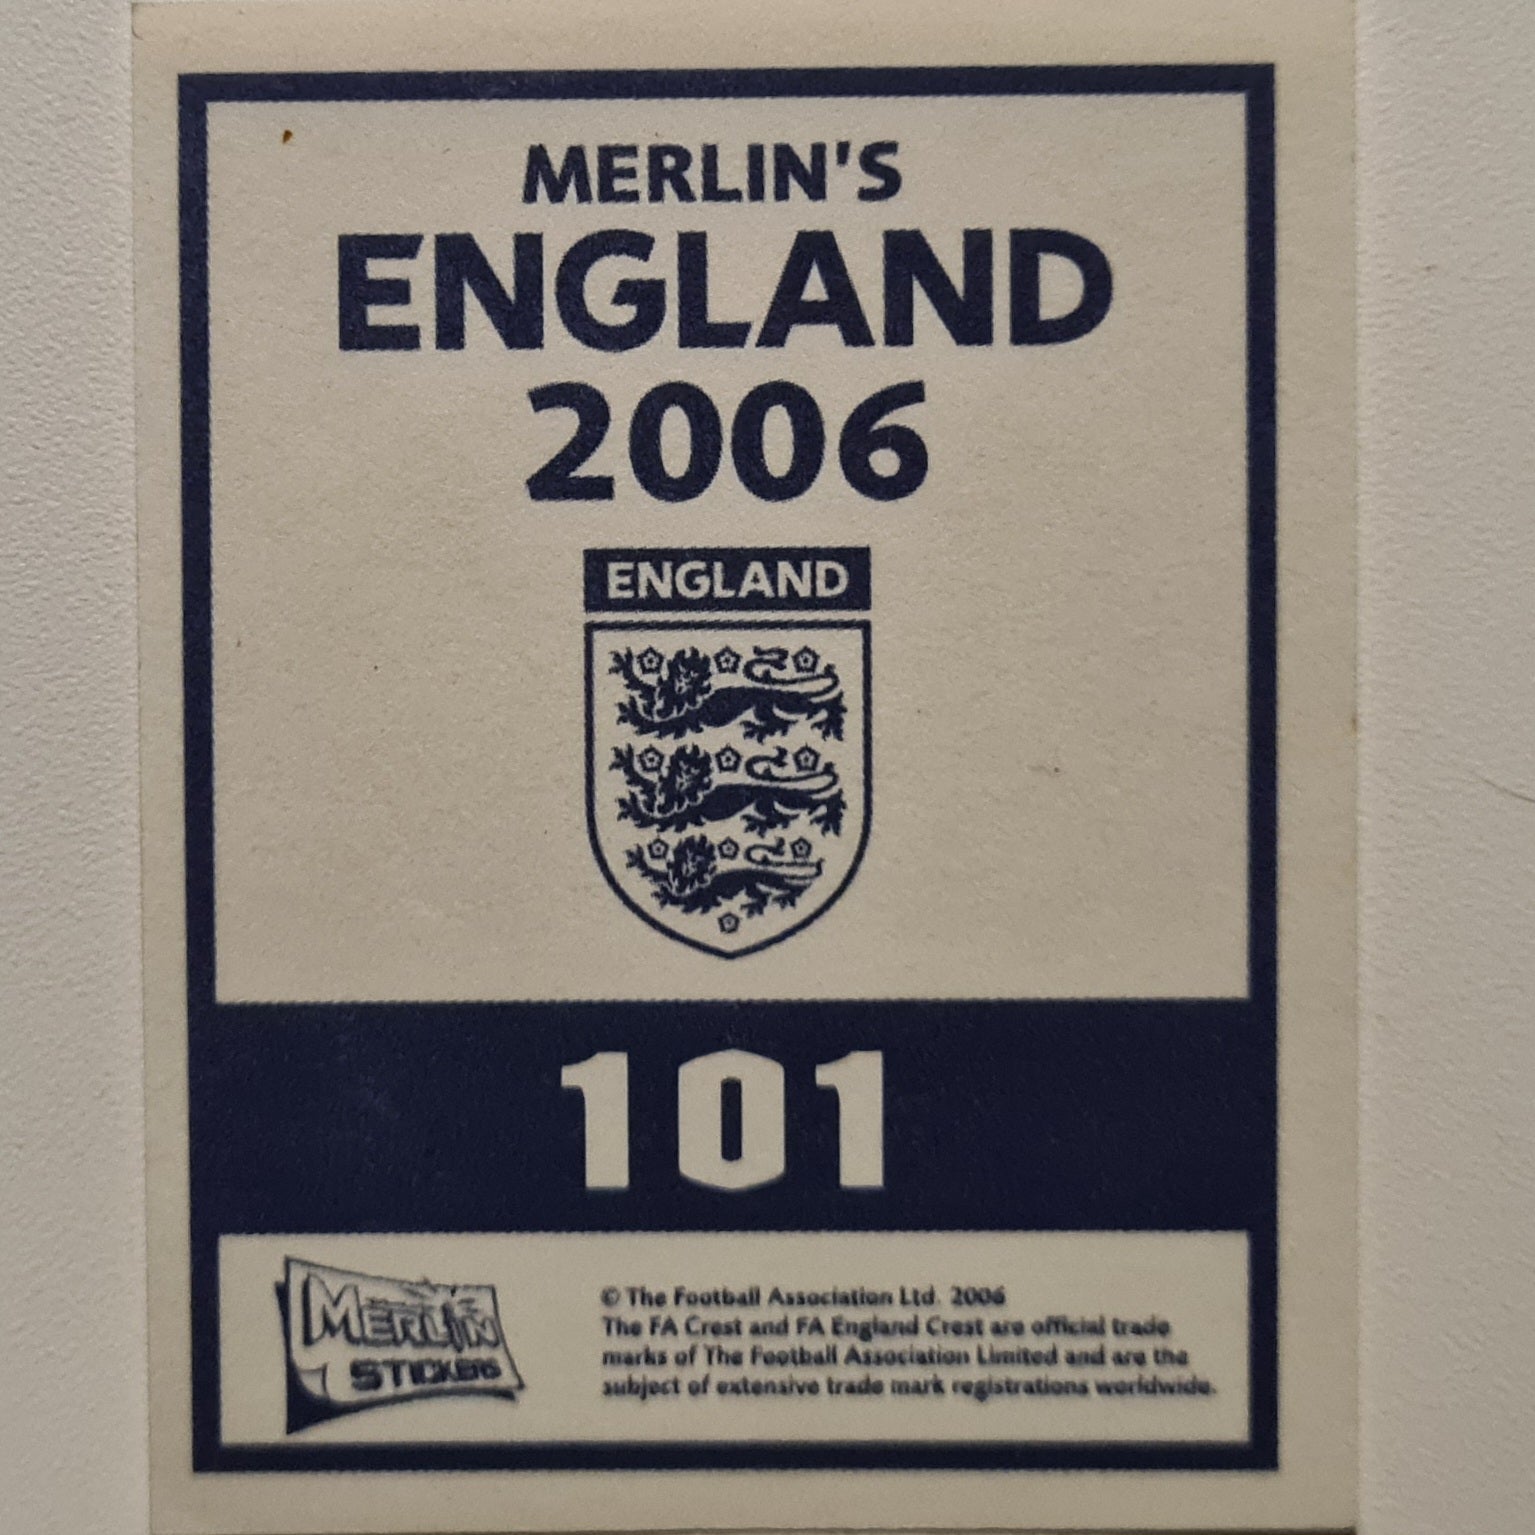 MERLIN'S
ENGLAND
2006
ENGLAND
101
MERLIN
STICKERS
© The Football Association Ltd. 2006
The FA Crest and FA England Crest are official trade
marks of The Football Association Limited and are the
subject of extensive trade mark registrations worldwide.